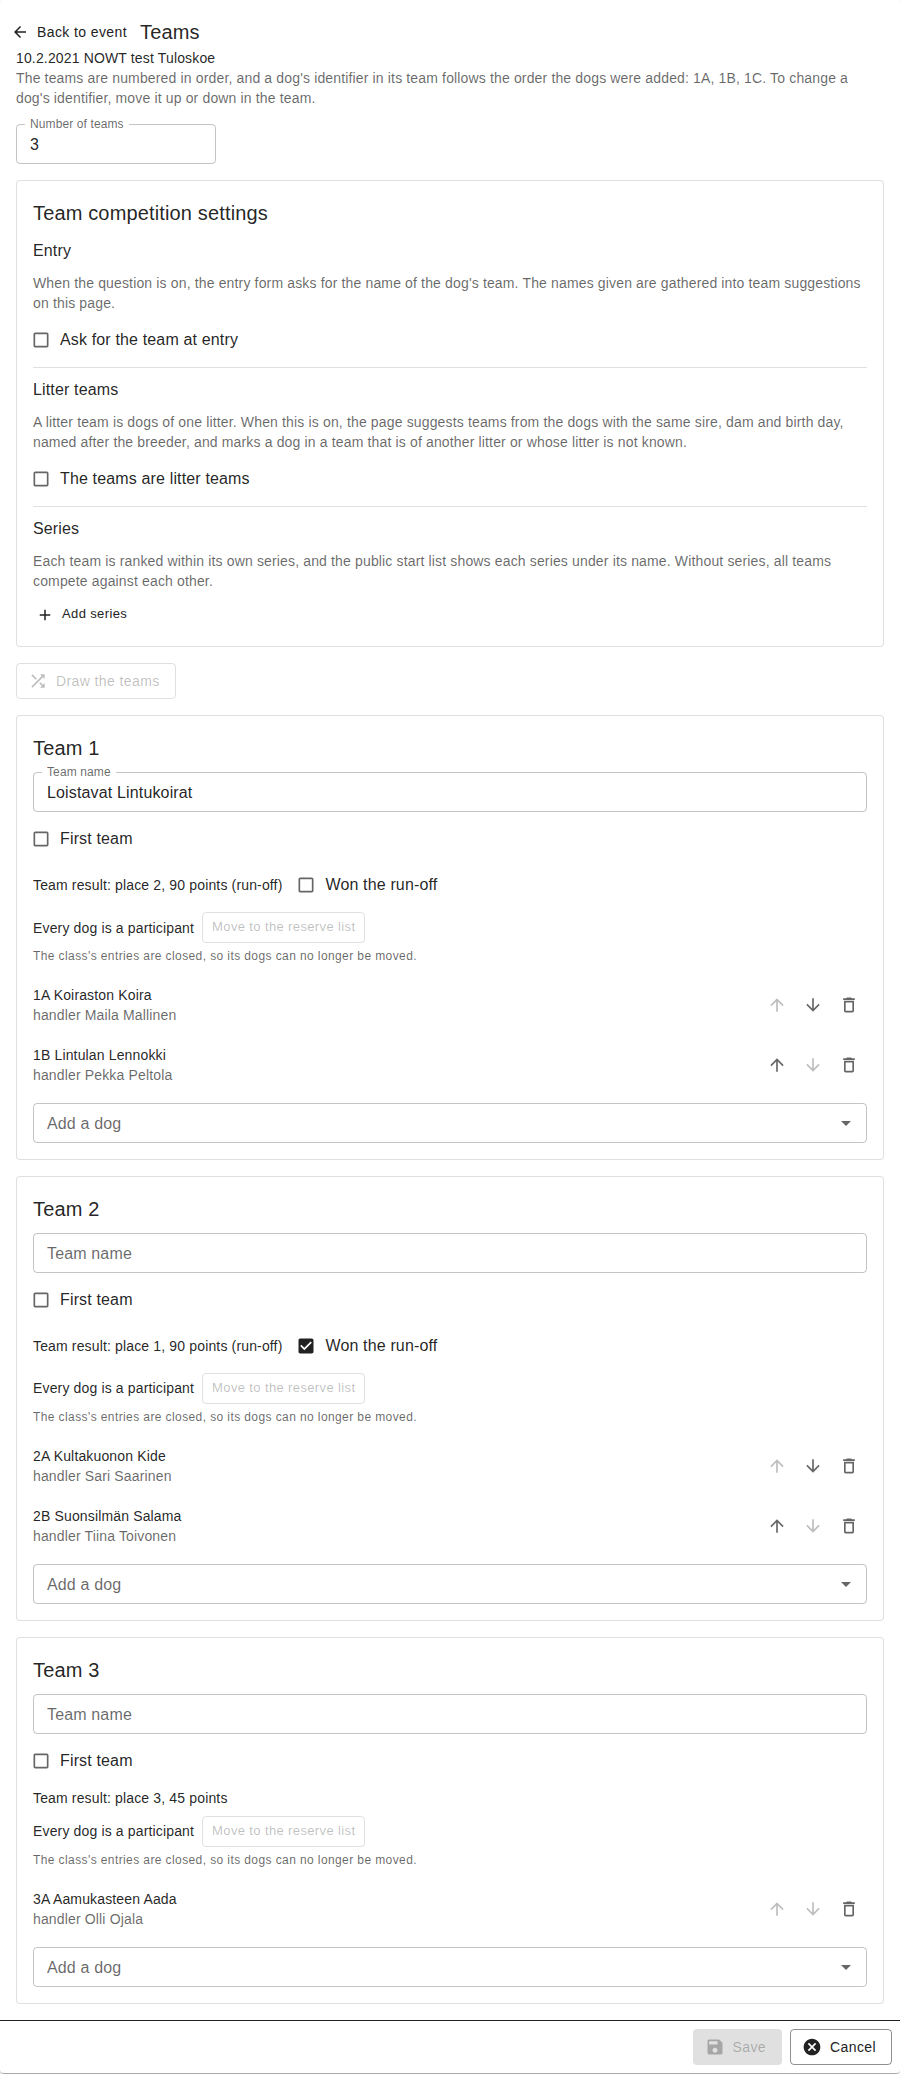 Back to event Teams
10.2.2021 NOWT test Tuloskoe
The teams are numbered in order, and a dog's identifier in its team follows the order the dogs were added: 1A, 1B, 1C. To change a
dog's identifier, move it up or down in the team.
Number of teams
3
Team competition settings
Entry
When the question is on, the entry form asks for the name of the dog's team. The names given are gathered into team suggestions
on this page.
Ask for the team at entry
Litter teams
A litter team is dogs of one litter. When this is on, the page suggests teams from the dogs with the same sire, dam and birth day,
named after the breeder, and marks a dog in a team that is of another litter or whose litter is not known.
The teams are litter teams
Series
Each team is ranked within its own series, and the public start list shows each series under its name. Without series, all teams
compete against each other.
Add series
Draw the teams
Team 1
Team name
Loistavat Lintukoirat
First team
Team result: place 2, 90 points (run-off) Won the run-off
Every dog is a participant Move to the reserve list
The class's entries are closed, so its dogs can no longer be moved.
1A Koiraston Koira
handler Maila Mallinen
1B Lintulan Lennokki
handler Pekka Peltola
Add a dog
Team 2
Team name
First team
Team result: place 1, 90 points (run-off) Won the run-off
Every dog is a participant Move to the reserve list
The class's entries are closed, so its dogs can no longer be moved.
2A Kultakuonon Kide
handler Sari Saarinen
2B Suonsilmän Salama
handler Tiina Toivonen
Add a dog
Team 3
Team name
First team
Team result: place 3, 45 points
Every dog is a participant Move to the reserve list
The class's entries are closed, so its dogs can no longer be moved.
3A Aamukasteen Aada
handler Olli Ojala
Add a dog
Save Cancel